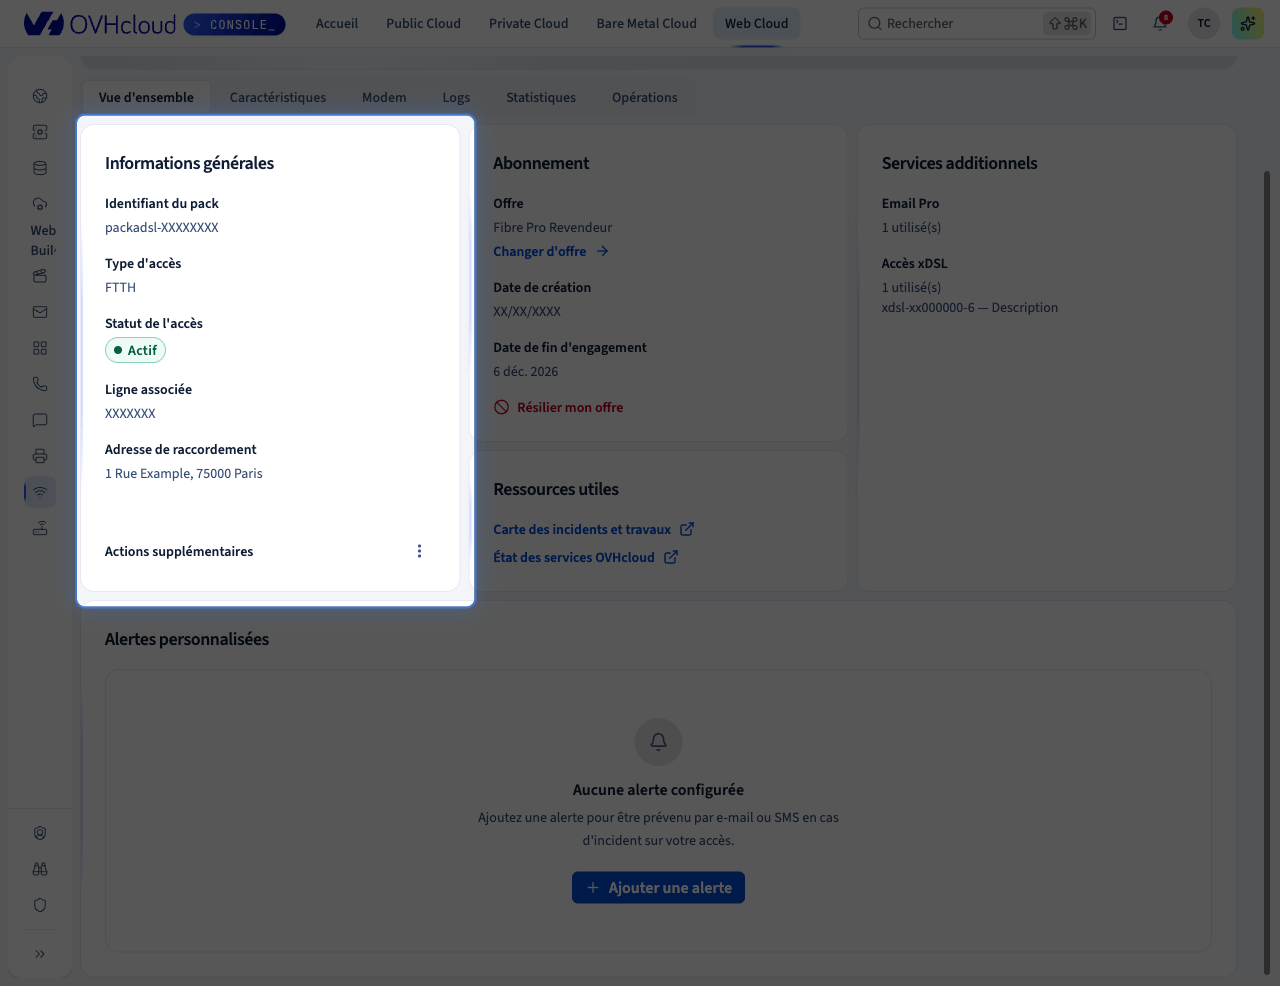 OVHcloud
> CONSOLE_
Accueil
Public Cloud
Private Cloud
Bare Metal Cloud
Web Cloud
Rechercher
⇧⌘K
8
TC
Web
Buil
Vue d'ensemble
Caractéristiques
Modem
Logs
Statistiques
Opérations
Informations générales
Identifiant du pack
packadsl-XXXXXXXX
Type d'accès
FTTH
Statut de l'accès
Actif
Ligne associée
XXXXXXX
Adresse de raccordement
1 Rue Example, 75000 Paris
Actions supplémentaires
Abonnement
Offre
Fibre Pro Revendeur
Changer d'offre
Date de création
XX/XX/XXXX
Date de fin d'engagement
6 déc. 2026
Résilier mon offre
Ressources utiles
Carte des incidents et travaux
État des services OVHcloud
Services additionnels
Email Pro
1 utilisé(s)
Accès xDSL
1 utilisé(s)
xdsl-xx000000-6 — Description
Alertes personnalisées
Aucune alerte configurée
Ajoutez une alerte pour être prévenu par e-mail ou SMS en cas
d'incident sur votre accès.
Ajouter une alerte